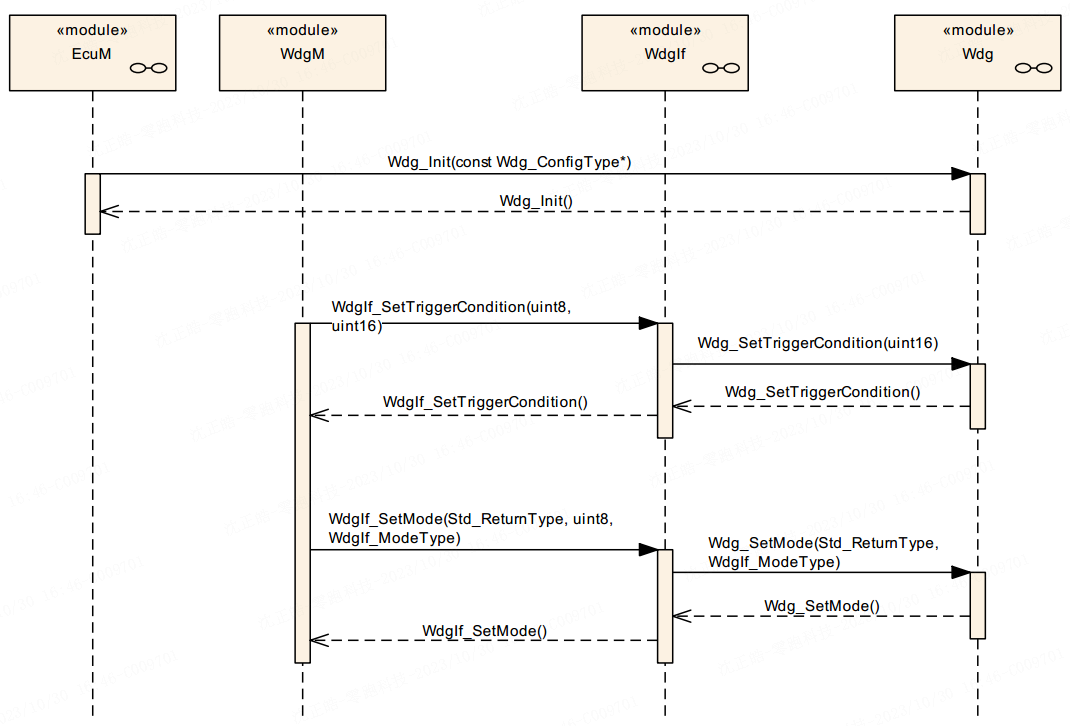 «module»
EcuM
«module»
WdgM
«module»
WdgIf
«module»
Wdg
Wdg_Init(const Wdg_ConfigType*)
Wdg_Init()
WdgIf_SetTriggerCondition(uint8,
uint16)
Wdg_SetTriggerCondition(uint16)
Wdg_SetTriggerCondition()
WdgIf_SetTriggerCondition()
WdgIf_SetMode(Std_ReturnType, uint8,
WdgIf_ModeType)
Wdg_SetMode(Std_ReturnType,
WdgIf_ModeType)
Wdg_SetMode()
WdgIf_SetMode()